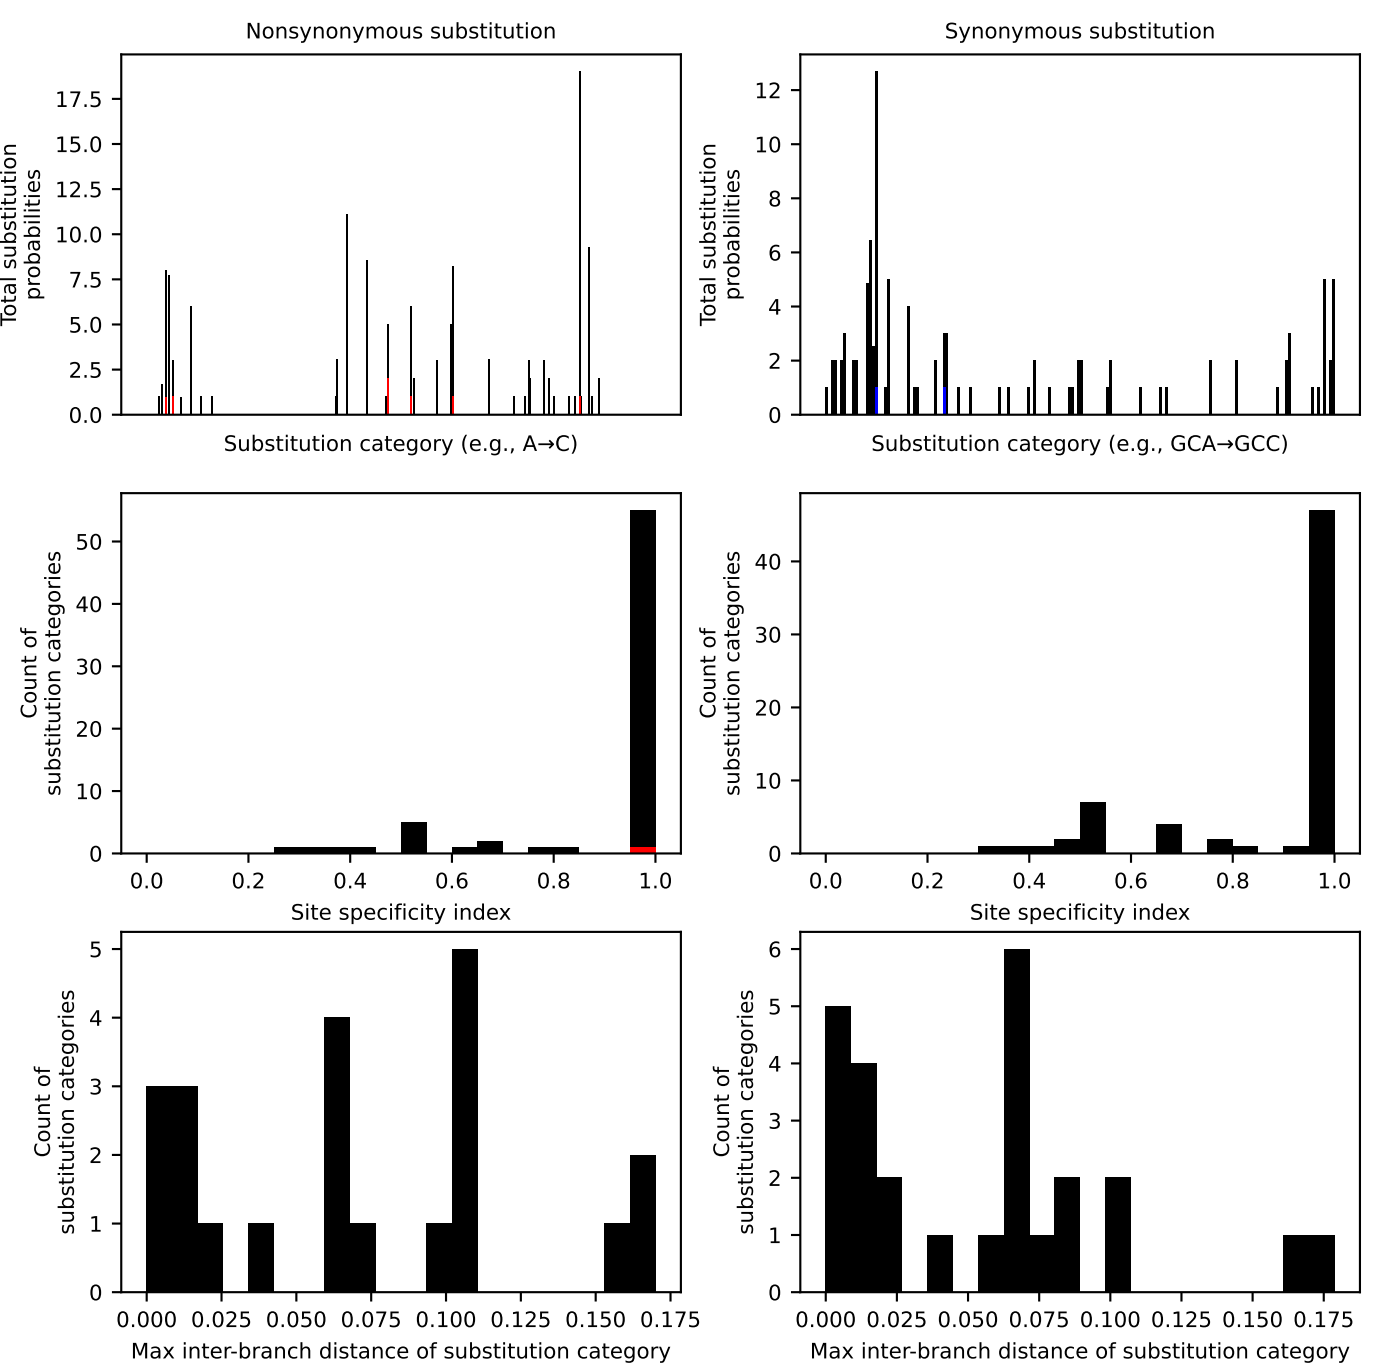 Nonsynonymous substitution
Synonymous substitution
Total substitution
probabilities
17.5
15.0
12.5
10.0
7.5
5.0
2.5
0.0
Substitution category (e.g., A→C)
Total substitution
probabilities
12
10
8
6
4
2
0
Substitution category (e.g., GCA→GCC)
Count of
substitution categories
50
40
30
20
10
0
0.0 0.2 0.4 0.6 0.8 1.0
Site specificity index
Count of
substitution categories
40
30
20
10
0
0.0 0.2 0.4 0.6 0.8 1.0
Site specificity index
Count of
substitution categories
5
4
3
2
1
0
0.000 0.025 0.050 0.075 0.100 0.125 0.150 0.175
Max inter-branch distance of substitution category
Count of
substitution categories
6
5
4
3
2
1
0
0.000 0.025 0.050 0.075 0.100 0.125 0.150 0.175
Max inter-branch distance of substitution category